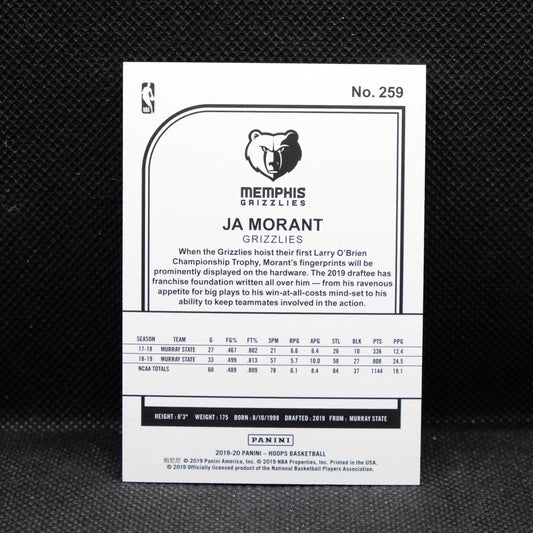 No. 259
NBA
MEMPHIS
GRIZZLIES
JA MORANT
GRIZZLIES
When the Grizzlies hoist their first Larry O'Brien
Championship Trophy, Morant's fingerprints will be
prominently displayed on the hardware. The 2019 draftee has
franchise foundation written all over him — from his ravenous
appetite for big plays to his win-at-all-costs mind-set to his
ability to keep teammates involved in the action.
SEASON TEAM G FG% FT% 3PM RPG APG STL BLK PTS PPG
17-18 MURRAY STATE 27 .467 .802 21 6.6 6.4 26 10 336 12.4
18-19 MURRAY STATE 33 .499 .813 57 5.7 10.0 58 27 808 24.5
NCAA TOTALS 60 .489 .809 78 6.1 8.4 84 37 1144 19.1
HEIGHT: 6'3" WEIGHT: 175 BORN: 8/10/1999 DRAFTED: 2019 FROM: MURRAY STATE
PANINI
2019-20 PANINI – HOOPS BASKETBALL
帕尼尼 © 2019 Panini America, Inc. © 2019 NBA Properties, Inc. Printed in the USA.
© 2019 Officially licensed product of the National Basketball Players Association.